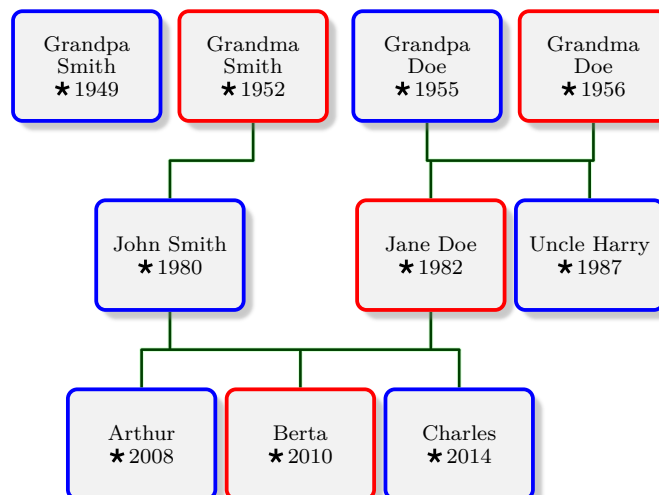 Grandpa
Smith
★ 1949
Grandma
Smith
★ 1952
Grandpa
Doe
★ 1955
Grandma
Doe
★ 1956
John Smith
★ 1980
Jane Doe
★ 1982
Uncle Harry
★ 1987
Arthur
★ 2008
Berta
★ 2010
Charles
★ 2014